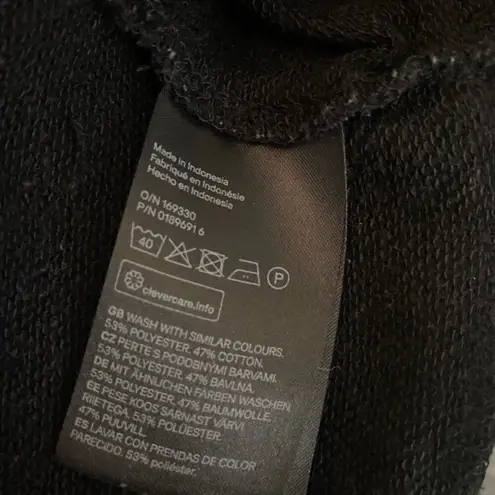 Made in Indonesia
Fabriqué en Indonésie
Hecho en Indonesia
O/N 169330
P/N 0189691 6
40 P
clevercare.info
GB WASH WITH SIMILAR COLOURS.
53% POLYESTER. 47% COTTON.
CZ PERTE S PODOBNÝMI BARVAMI.
53% POLYESTER. 47% BAVLNA.
DE MIT ÄHNLICHEN FARBEN WASCHEN
53% POLYESTER. 47% BAUMWOLLE
EE PESE KOOS SARNAST VÄRVI
RIIETEGA. 53% POLÜESTER.
47% PUUVILL.
ES LAVAR CON PRENDAS DE COLOR
PARECIDO. 53% poliéster.